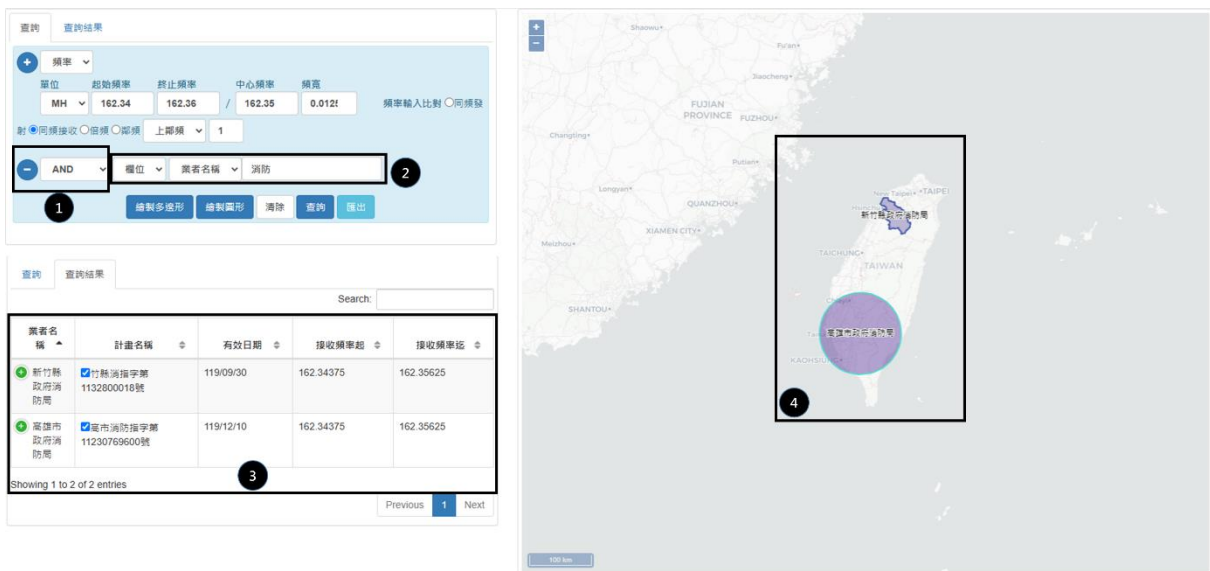 查詢 查詢結果
頻率
單位 起始頻率 終止頻率 中心頻率 頻寬
MH 162.34 162.36 / 162.35 0.0125 頻率輸入比對 同頻發
射 同頻接收 倍頻 鄰頻 上鄰頻 1
AND 欄位 業者名稱 消防
1
2
繪製多邊形 繪製圓形 清除 查詢 匯出
查詢 查詢結果
Search:
業者名稱 計畫名稱 有效日期 接收頻率起 接收頻率迄
新竹縣政府消防局 竹縣消指字第1132800018號 119/09/30 162.34375 162.35625
高雄市政府消防局 高市消防指字第11230769600號 119/12/10 162.34375 162.35625
3
Showing 1 to 2 of 2 entries
Previous 1 Next
+
−
Shaowu
Fu'an
Jiaocheng
FUJIAN
PROVINCE FUZHOU
Changting
Putian
Longyan
QUANZHOU
New Taipei TAIPEI
新竹縣政府消防局
XIAMEN CITY
Meizhou
TAICHUNG
TAIWAN
SHANTOU
高雄市政府消防局
KAOHSIUNG
4
100 km